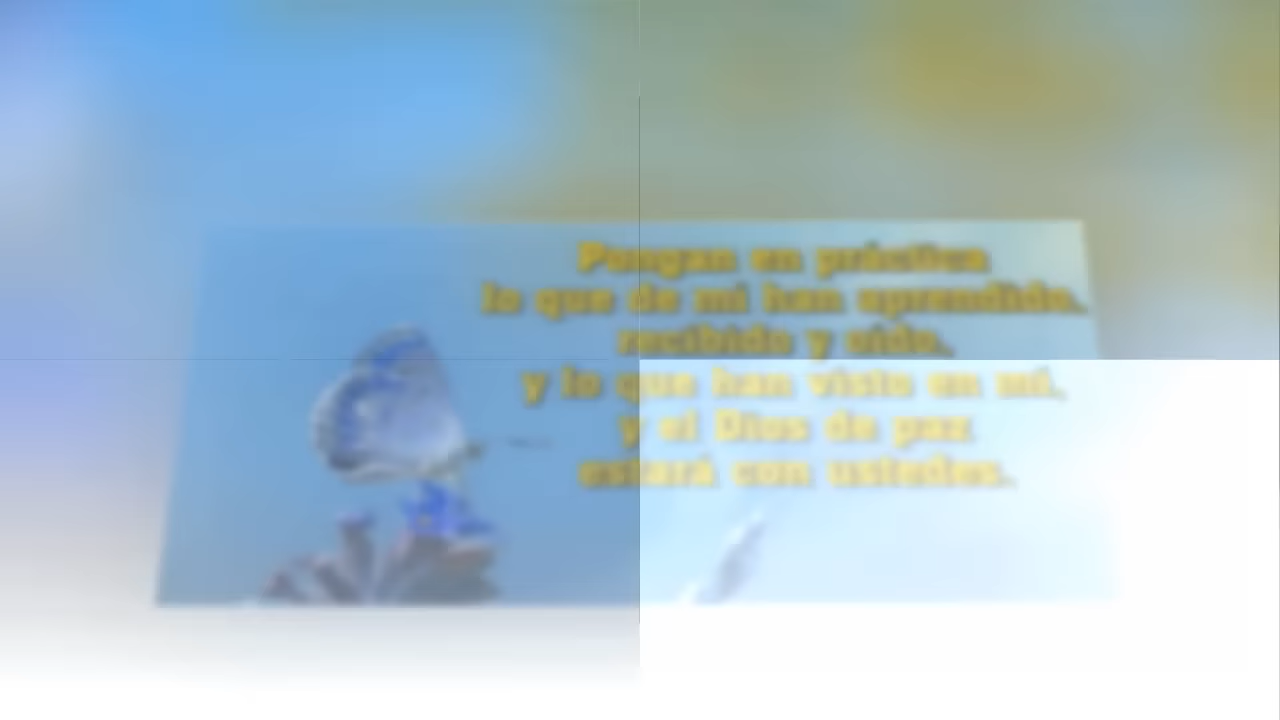 Pongan en práctica
lo que de mí han aprendido,
recibido y oído,
y lo que han visto en mí,
y el Dios de paz
estará con ustedes.